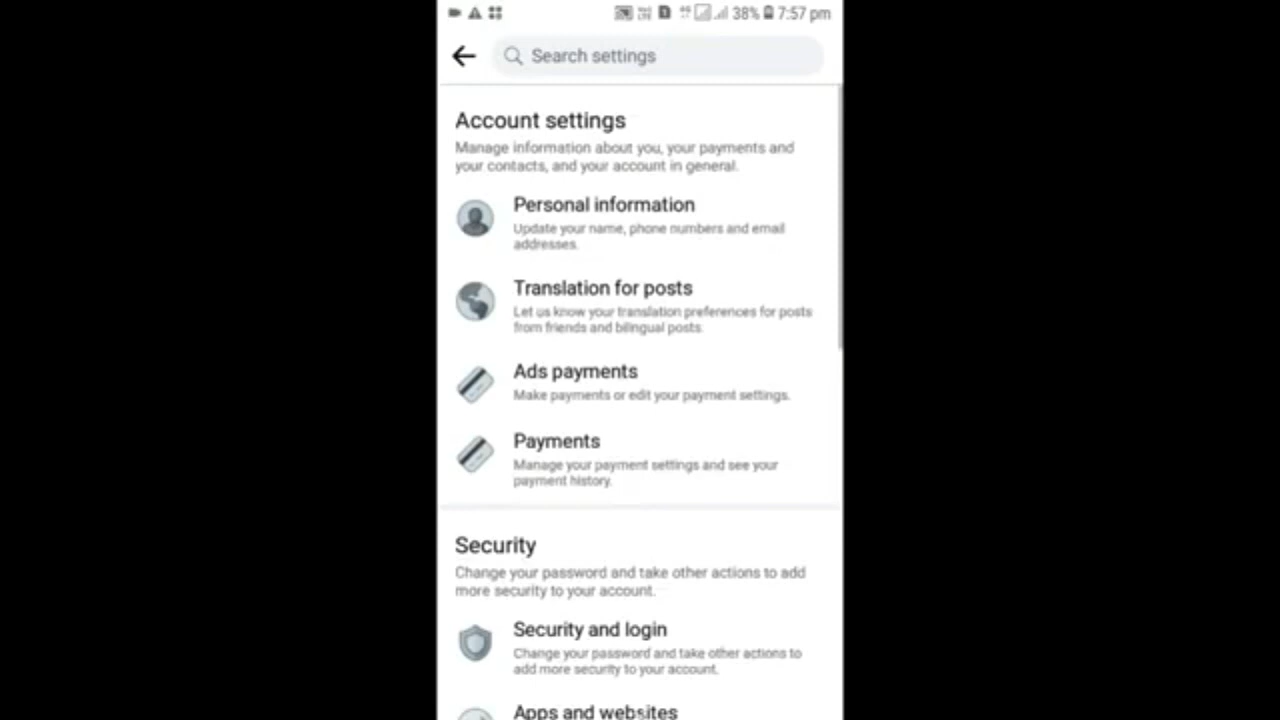 38% 7:57 pm
Search settings
Account settings
Manage information about you, your payments and
your contacts, and your account in general.
Personal information
Update your name, phone numbers and email
addresses.
Translation for posts
Let us know your translation preferences for posts
from friends and bilingual posts.
Ads payments
Make payments or edit your payment settings.
Payments
Manage your payment settings and see your
payment history.
Security
Change your password and take other actions to add
more security to your account.
Security and login
Change your password and take other actions to
add more security to your account.
Apps and websites